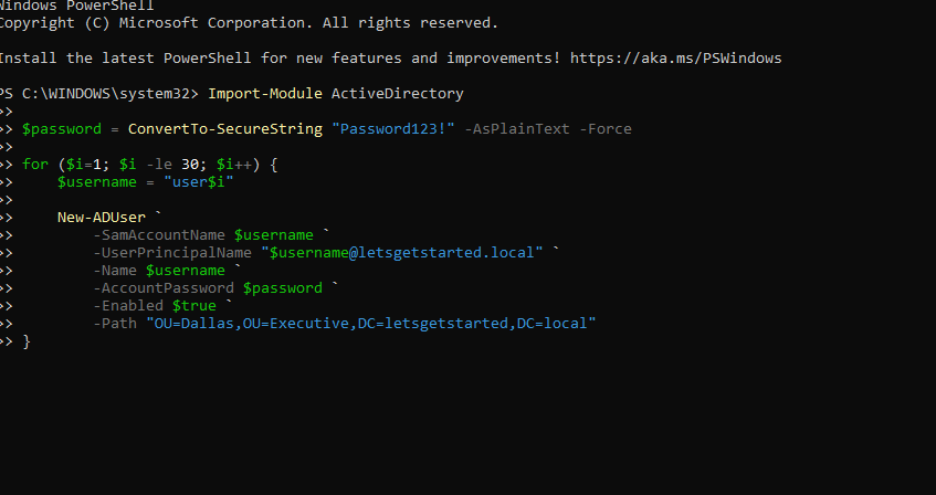 Windows PowerShell
Copyright (C) Microsoft Corporation. All rights reserved.
Install the latest PowerShell for new features and improvements! https://aka.ms/PSWindows
PS C:\WINDOWS\system32> Import-Module ActiveDirectory
>>
>> $password = ConvertTo-SecureString "Password123!" -AsPlainText -Force
>>
>> for ($i=1; $i -le 30; $i++) {
>>     $username = "user$i"
>>
>>     New-ADUser `
>>         -SamAccountName $username `
>>         -UserPrincipalName "$username@letsgetstarted.local" `
>>         -Name $username `
>>         -AccountPassword $password `
>>         -Enabled $true `
>>         -Path "OU=Dallas,OU=Executive,DC=letsgetstarted,DC=local"
>> }